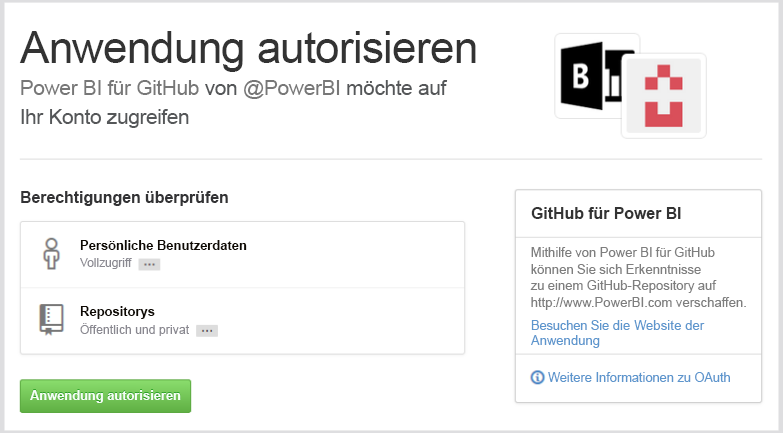 Anwendung autorisieren
Power BI für GitHub von @PowerBI möchte auf
Ihr Konto zugreifen
B
Berechtigungen überprüfen
Persönliche Benutzerdaten
Vollzugriff ...
Repositorys
Öffentlich und privat ...
Anwendung autorisieren
GitHub für Power BI
Mithilfe von Power BI für GitHub
können Sie sich Erkenntnisse
zu einem GitHub-Repository auf
http://www.PowerBI.com verschaffen.
Besuchen Sie die Website der
Anwendung
Weitere Informationen zu OAuth